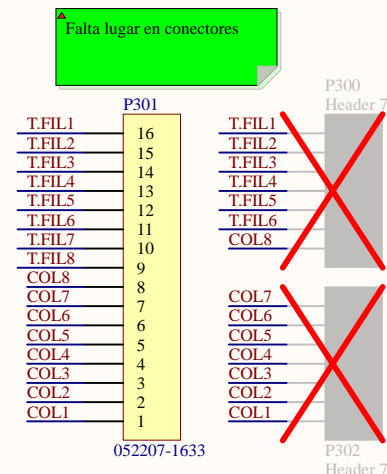 Falta lugar en conectores
P301
T.FIL1 16
T.FIL2 15
T.FIL3 14
T.FIL4 13
T.FIL5 12
T.FIL6 11
T.FIL7 10
T.FIL8 9
COL8 8
COL7 7
COL6 6
COL5 5
COL4 4
COL3 3
COL2 2
COL1 1
052207-1633
P300
Header 7
T.FIL1
T.FIL2
T.FIL3
T.FIL4
T.FIL5
T.FIL6
COL8
COL7
COL6
COL5
COL4
COL3
COL2
COL1
P302
Header 7